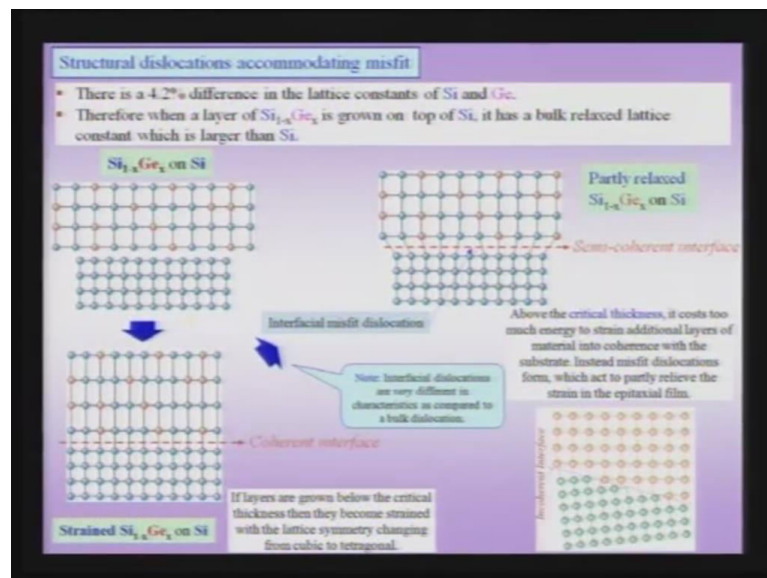 Structural dislocations accommodating misfit
There is a 4.2% difference in the lattice constants of Si and Ge.
Therefore when a layer of Si1-xGex is grown on top of Si, it has a bulk relaxed lattice
constant which is larger than Si.
Si1-xGex on Si
Partly relaxed
Si1-xGex on Si
Semi-coherent interface
Interfacial misfit dislocation
Above the critical thickness, it costs too
much energy to strain additional layers of
material into coherence with the
substrate. Instead misfit dislocations
form, which act to partly relieve the
strain in the epitaxial film.
Note: Interfacial dislocations
are very different in
characteristics as compared to
a bulk dislocation.
Coherent interface
Incoherent Interface
If layers are grown below the critical
thickness then they become strained
with the lattice symmetry changing
from cubic to tetragonal.
Strained Si1-xGex on Si